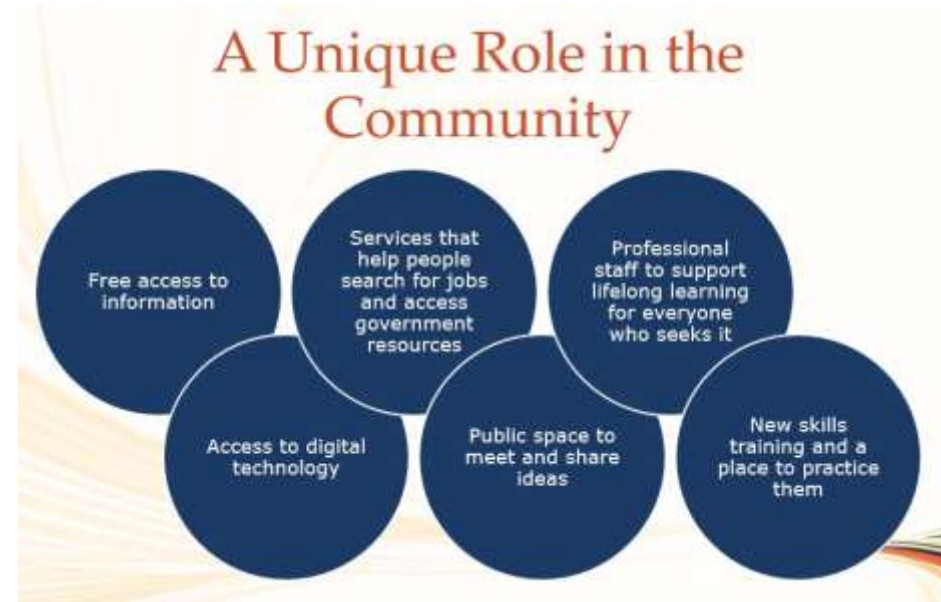 A Unique Role in the
Community
Free access to
information
Services that
help people
search for jobs
and access
government
resources
Professional
staff to support
lifelong learning
for everyone
who seeks it
Access to digital
technology
Public space to
meet and share
ideas
New skills
training and a
place to practice
them